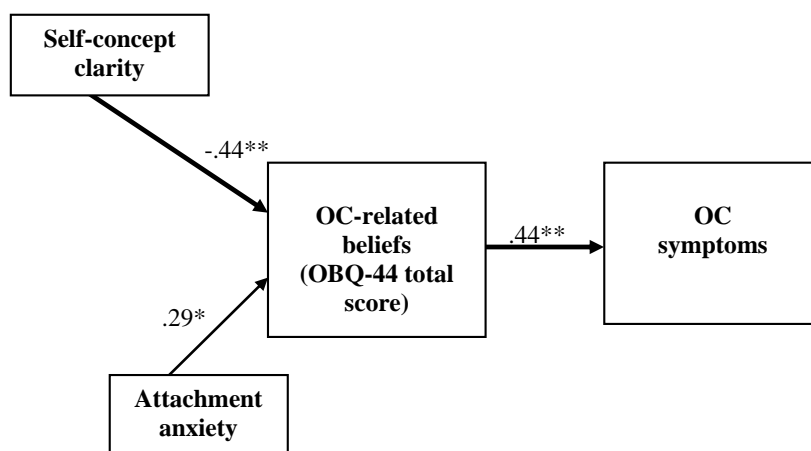 Self-concept
clarity
-.44**
OC-related
beliefs
(OBQ-44 total
score)
.44**
OC
symptoms
.29*
Attachment
anxiety